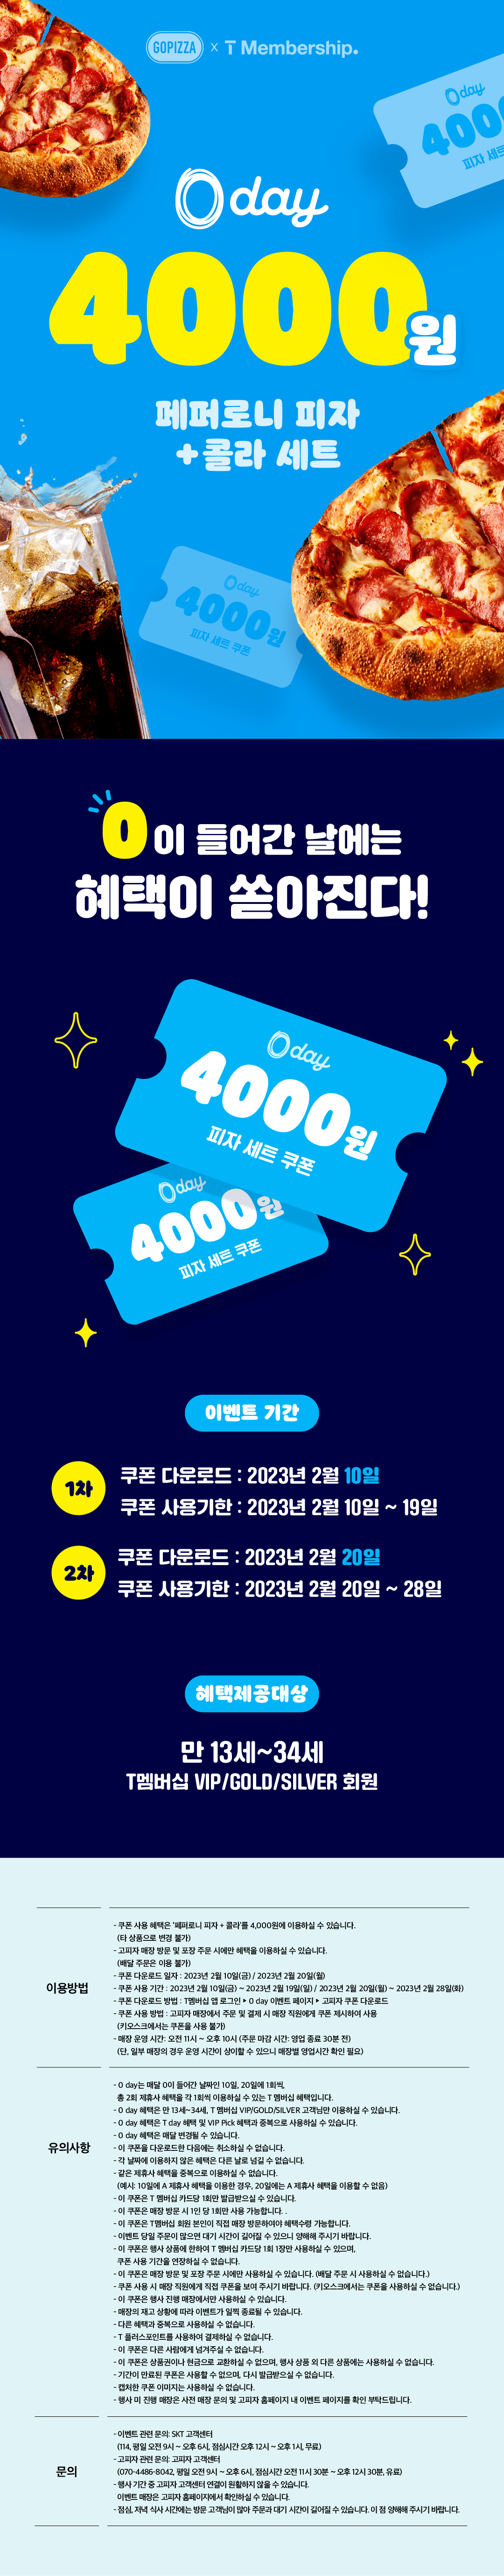 GOPIZZA x T Membership.
0day
4000
피자 세트
0 day
4000원
페퍼로니 피자
+ 콜라 세트
0day
4000원
피자 세트 쿠폰
0이 들어간 날에는
혜택이 쏟아진다!
0day
4000원
피자 세트 쿠폰
0day
4000원
피자 세트 쿠폰
이벤트 기간
1차
쿠폰 다운로드 : 2023년 2월 10일
쿠폰 사용기한 : 2023년 2월 10일 ~ 19일
2차
쿠폰 다운로드 : 2023년 2월 20일
쿠폰 사용기한 : 2023년 2월 20일 ~ 28일
혜택제공대상
만 13세~34세
T멤버십 VIP/GOLD/SILVER 회원
이용방법
- 쿠폰 사용 혜택은 '페퍼로니 피자 + 콜라'를 4,000원에 이용하실 수 있습니다.
(타 상품으로 변경 불가)
- 고피자 매장 방문 및 포장 주문 시에만 혜택을 이용하실 수 있습니다.
(배달 주문은 이용 불가)
- 쿠폰 다운로드 일자 : 2023년 2월 10일(금) / 2023년 2월 20일(월)
- 쿠폰 사용 기간 : 2023년 2월 10일(금) ~ 2023년 2월 19일(일) / 2023년 2월 20일(월) ~ 2023년 2월 28일(화)
- 쿠폰 다운로드 방법 : T멤버십 앱 로그인 ▶ 0 day 이벤트 페이지 ▶ 고피자 쿠폰 다운로드
- 쿠폰 사용 방법 : 고피자 매장에서 주문 및 결제 시 매장 직원에게 쿠폰 제시하여 사용
(키오스크에서는 쿠폰을 사용 불가)
- 매장 운영 시간: 오전 11시 ~ 오후 10시 (주문 마감 시간: 영업 종료 30분 전)
(단, 일부 매장의 경우 운영 시간이 상이할 수 있으니 매장별 영업시간 확인 필요)
유의사항
- 0 day는 매달 0이 들어간 날짜인 10일, 20일에 1회씩,
총 2회 제휴사 혜택을 각 1회씩 이용하실 수 있는 T 멤버십 혜택입니다.
- 0 day 혜택은 만 13세~34세, T 멤버십 VIP/GOLD/SILVER 고객님만 이용하실 수 있습니다.
- 0 day 혜택은 T day 혜택 및 VIP Pick 혜택과 중복으로 사용하실 수 있습니다.
- 0 day 혜택은 매달 변경될 수 있습니다.
- 이 쿠폰을 다운로드한 다음에는 취소하실 수 없습니다.
- 각 날짜에 이용하지 않은 혜택은 다른 날로 넘길 수 없습니다.
- 같은 제휴사 혜택을 중복으로 이용하실 수 없습니다.
(예시: 10일에 A 제휴사 혜택을 이용한 경우, 20일에는 A 제휴사 혜택을 이용할 수 없음)
- 이 쿠폰은 T 멤버십 카드당 1회만 발급받으실 수 있습니다.
- 이 쿠폰은 매장 방문 시 1인 당 1회만 사용 가능합니다. .
- 이 쿠폰은 T멤버십 회원 본인이 직접 매장 방문하여야 혜택수령 가능합니다.
- 이벤트 당일 주문이 많으면 대기 시간이 길어질 수 있으니 양해해 주시기 바랍니다.
- 이 쿠폰은 행사 상품에 한하여 T 멤버십 카드당 1회 1장만 사용하실 수 있으며,
쿠폰 사용 기간을 연장하실 수 없습니다.
- 이 쿠폰은 매장 방문 및 포장 주문 시에만 사용하실 수 있습니다. (배달 주문 시 사용하실 수 없습니다.)
- 쿠폰 사용 시 매장 직원에게 직접 쿠폰을 보여 주시기 바랍니다. (키오스크에서는 쿠폰을 사용하실 수 없습니다.)
- 이 쿠폰은 행사 진행 매장에서만 사용하실 수 있습니다.
- 매장의 재고 상황에 따라 이벤트가 일찍 종료될 수 있습니다.
- 다른 혜택과 중복으로 사용하실 수 없습니다.
- T 플러스포인트를 사용하여 결제하실 수 없습니다.
- 이 쿠폰은 다른 사람에게 넘겨주실 수 없습니다.
- 이 쿠폰은 상품권이나 현금으로 교환하실 수 없으며, 행사 상품 외 다른 상품에는 사용하실 수 없습니다.
- 기간이 만료된 쿠폰은 사용할 수 없으며, 다시 발급받으실 수 없습니다.
- 캡처한 쿠폰 이미지는 사용하실 수 없습니다.
- 행사 미 진행 매장은 사전 매장 문의 및 고피자 홈페이지 내 이벤트 페이지를 확인 부탁드립니다.
문의
- 이벤트 관련 문의: SKT 고객센터
(114, 평일 오전 9시 ~ 오후 6시, 점심시간 오후 12시 ~ 오후 1시, 무료)
- 고피자 관련 문의: 고피자 고객센터
(070-4486-8042, 평일 오전 9시 ~ 오후 6시, 점심시간 오전 11시 30분 ~ 오후 12시 30분, 유료)
- 행사 기간 중 고피자 고객센터 연결이 원활하지 않을 수 있습니다.
이벤트 매장은 고피자 홈페이지에서 확인하실 수 있습니다.
- 점심, 저녁 식사 시간에는 방문 고객님이 많아 주문과 대기 시간이 길어질 수 있습니다. 이 점 양해해 주시기 바랍니다.